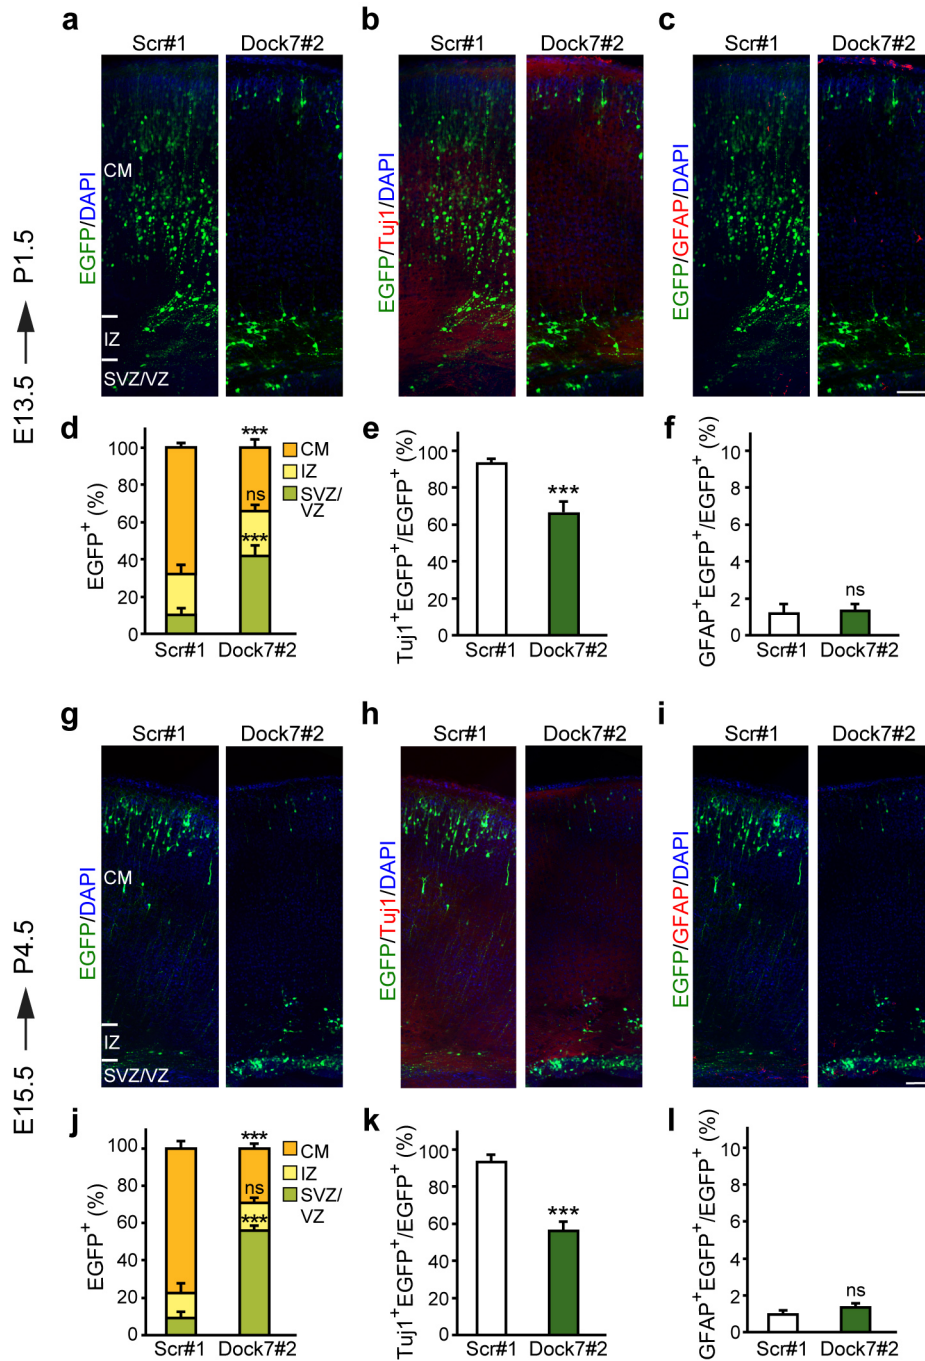 a b c
Scr#1 Dock7#2 Scr#1 Dock7#2 Scr#1 Dock7#2
E13.5 → P1.5
EGFP/DAPI
CM
IZ
SVZ/VZ
EGFP/Tuj1/DAPI
EGFP/GFAP/DAPI
d
EGFP+ (%)
100
80
60
40
20
0
***
ns
***
CM
IZ
SVZ/
VZ
Scr#1 Dock7#2
e
Tuj1+EGFP+/EGFP+ (%)
100
80
60
40
20
0
***
Scr#1 Dock7#2
f
GFAP+EGFP+/EGFP+ (%)
10
8
6
4
2
0
ns
Scr#1 Dock7#2
g h i
Scr#1 Dock7#2 Scr#1 Dock7#2 Scr#1 Dock7#2
E15.5 → P4.5
EGFP/DAPI
CM
IZ
SVZ/VZ
EGFP/Tuj1/DAPI
EGFP/GFAP/DAPI
j
EGFP+ (%)
100
80
60
40
20
0
***
ns
***
CM
IZ
SVZ/
VZ
Scr#1 Dock7#2
k
Tuj1+EGFP+/EGFP+ (%)
100
80
60
40
20
0
***
Scr#1 Dock7#2
l
GFAP+EGFP+/EGFP+ (%)
10
8
6
4
2
0
ns
Scr#1 Dock7#2